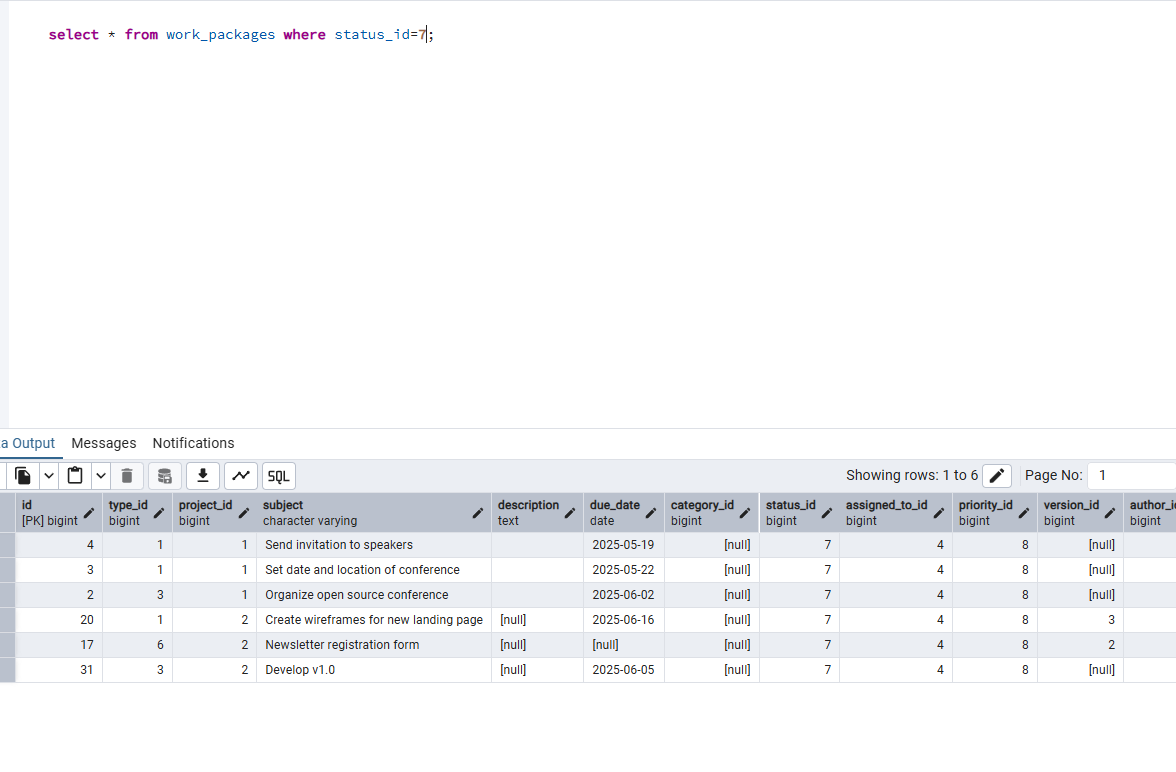 select * from work_packages where status_id=7;
a Output Messages Notifications
SQL Showing rows: 1 to 6 Page No: 1
id type_id project_id subject description due_date category_id status_id assigned_to_id priority_id version_id author_i
[PK] bigint bigint bigint character varying text date bigint bigint bigint bigint bigint bigint
4 1 1 Send invitation to speakers 2025-05-19 [null] 7 4 8 [null]
3 1 1 Set date and location of conference 2025-05-22 [null] 7 4 8 [null]
2 3 1 Organize open source conference 2025-06-02 [null] 7 4 8 [null]
20 1 2 Create wireframes for new landing page [null] 2025-06-16 [null] 7 4 8 3
17 6 2 Newsletter registration form [null] [null] [null] 7 4 8 2
31 3 2 Develop v1.0 [null] 2025-06-05 [null] 7 4 8 [null]